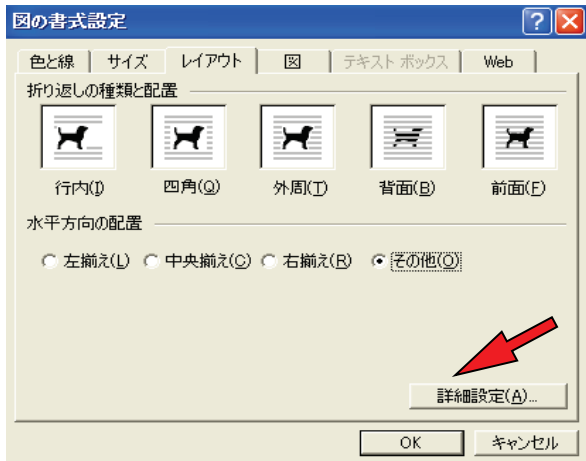 図の書式設定
色と線 サイズ レイアウト 図 テキスト ボックス Web
折り返しの種類と配置
行内(I) 四角(Q) 外周(T) 背面(B) 前面(F)
水平方向の配置
左揃え(L) 中央揃え(C) 右揃え(R) その他(O)
詳細設定(A)...
OK キャンセル